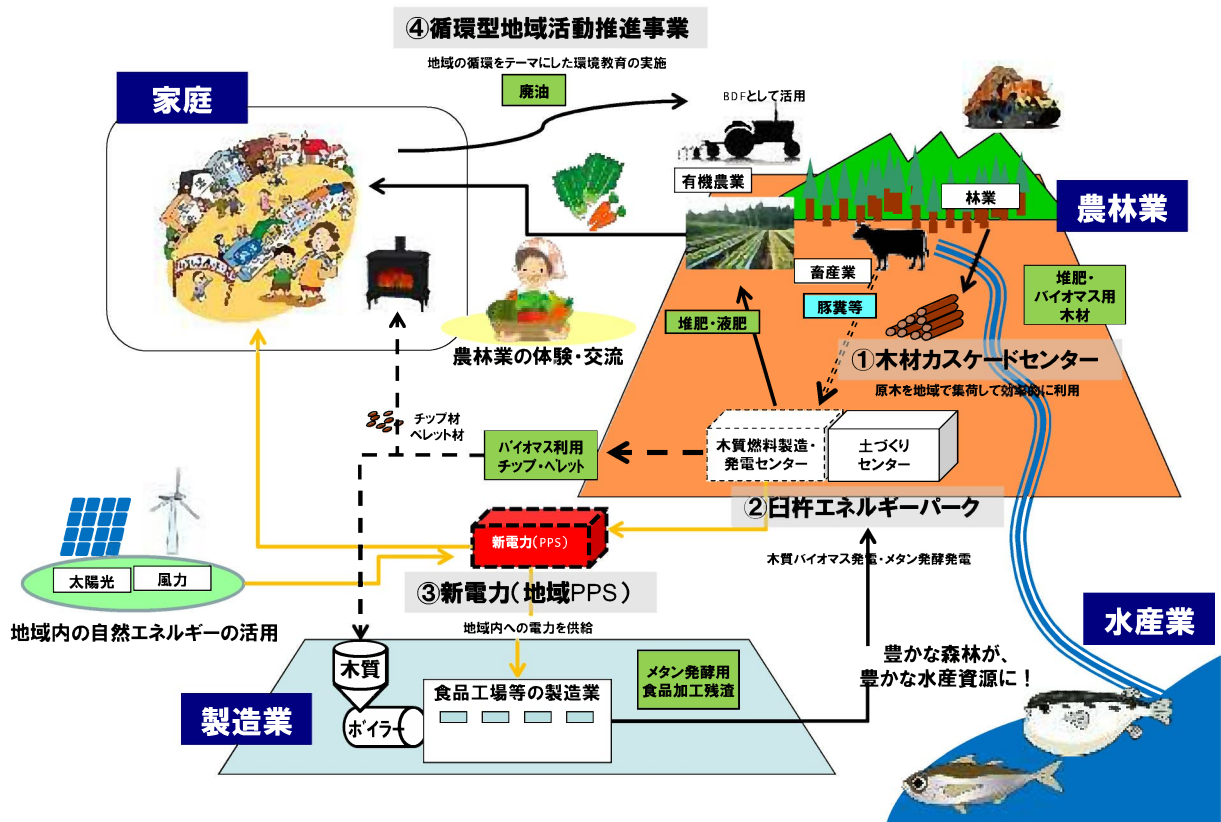 ④循環型地域活動推進事業
地域の循環をテーマにした環境教育の実施
廃油
家庭
BDFとして活用
有機農業
林業
農林業
畜産業
豚糞等
堆肥・
バイオマス用
木材
堆肥・液肥
農林業の体験・交流
①木材カスケードセンター
原木を地域で集荷して効率的に利用
チップ材
ペレット材
バイオマス利用
チップ・ペレット
木質燃料製造・
発電センター
土づくり
センター
②臼杵エネルギーパーク
木質バイオマス発電・メタン発酵発電
新電力(PPS)
太陽光
風力
地域内の自然エネルギーの活用
③新電力(地域PPS)
地域内への電力を供給
水産業
豊かな森林が、
豊かな水産資源に！
木質
ボイラー
製造業
食品工場等の製造業
メタン発酵用
食品加工残渣